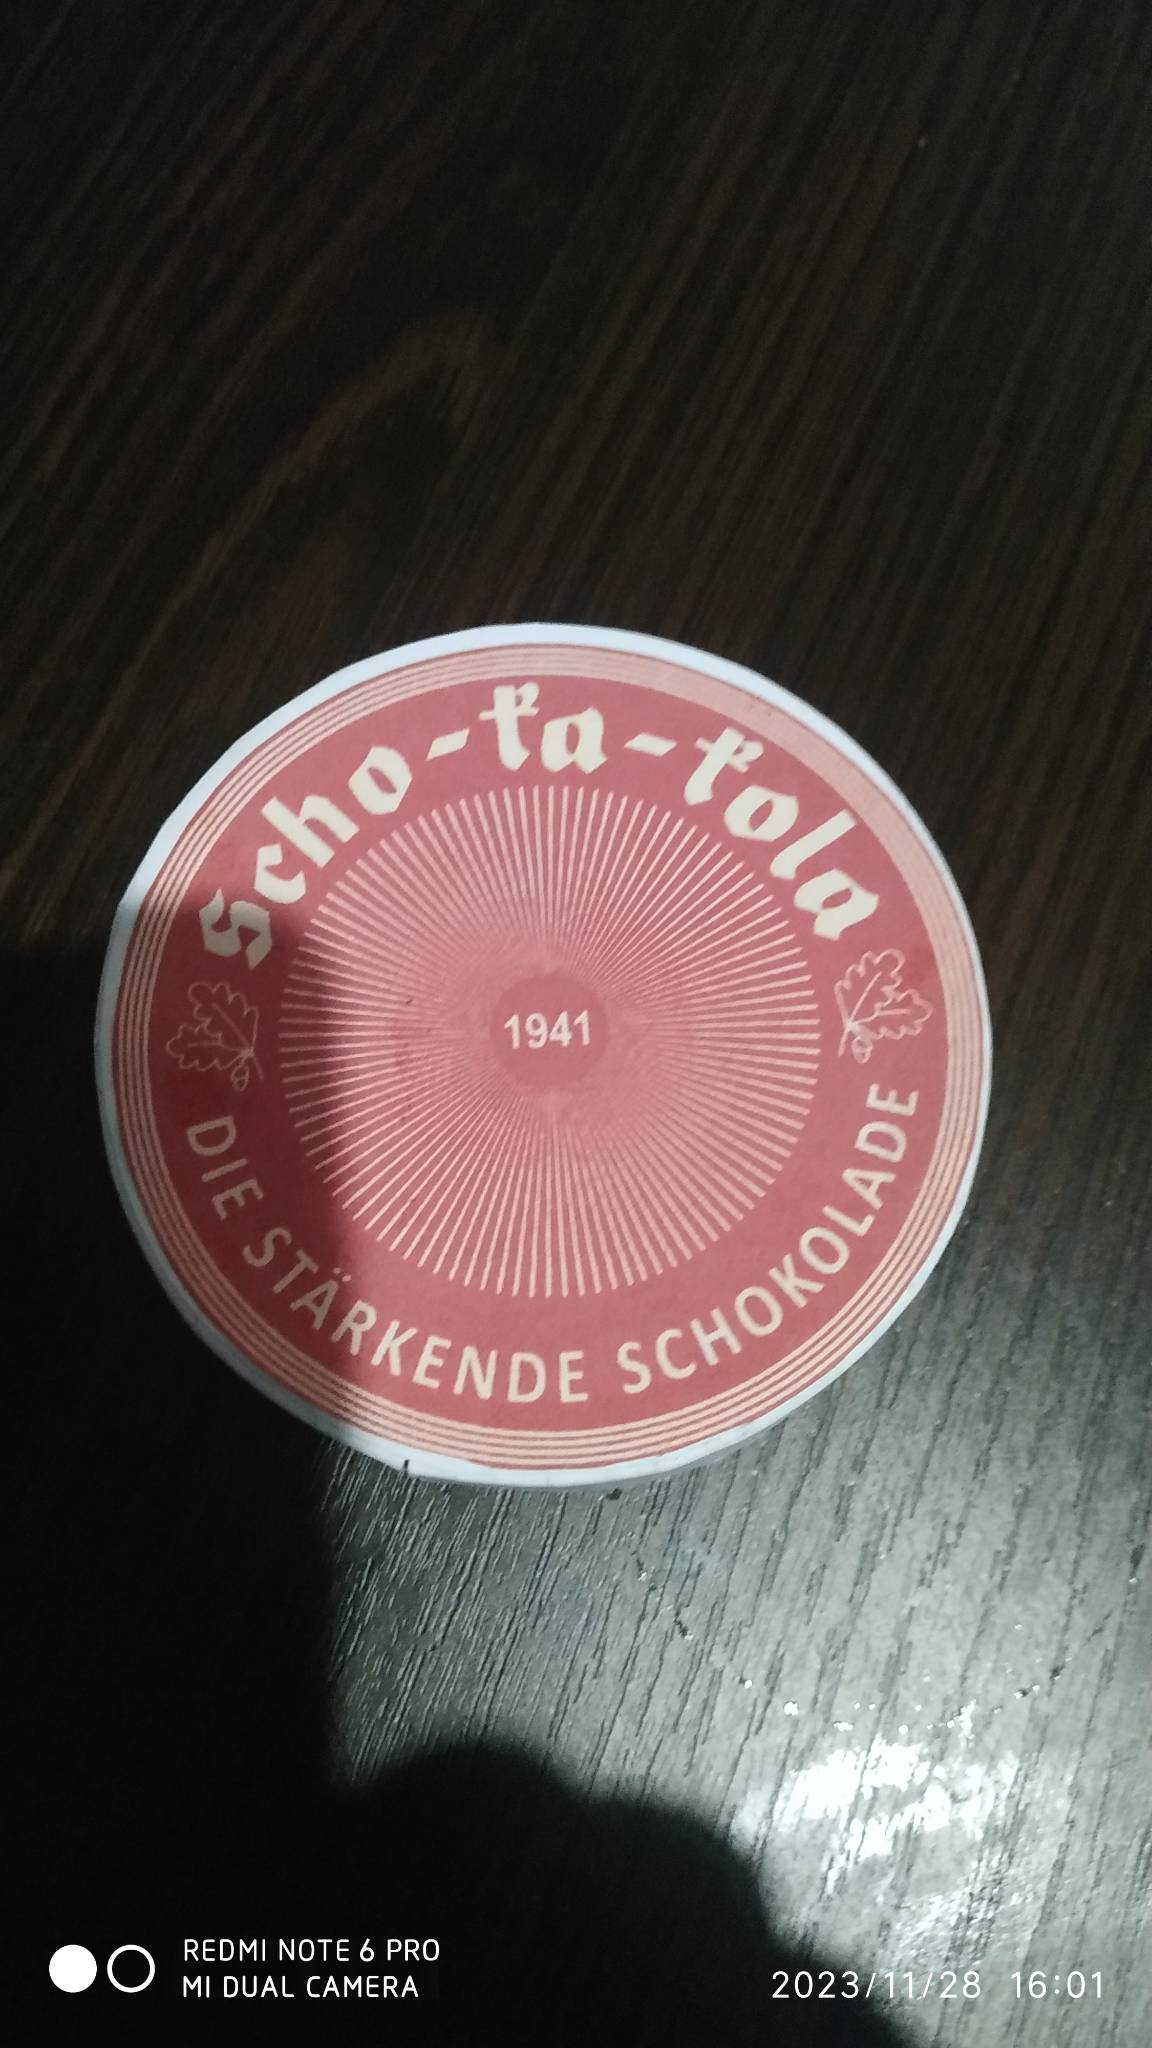 Scho-ka-kola
1941
DIE STÄRKENDE SCHOKOLADE
REDMI NOTE 6 PRO
MI DUAL CAMERA
2023/11/28 16:01